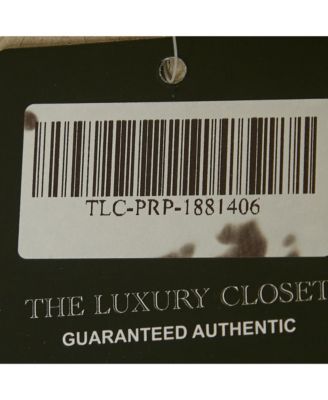 TLC-PRP-1881406
THE LUXURY CLOSET
GUARANTEED AUTHENTIC